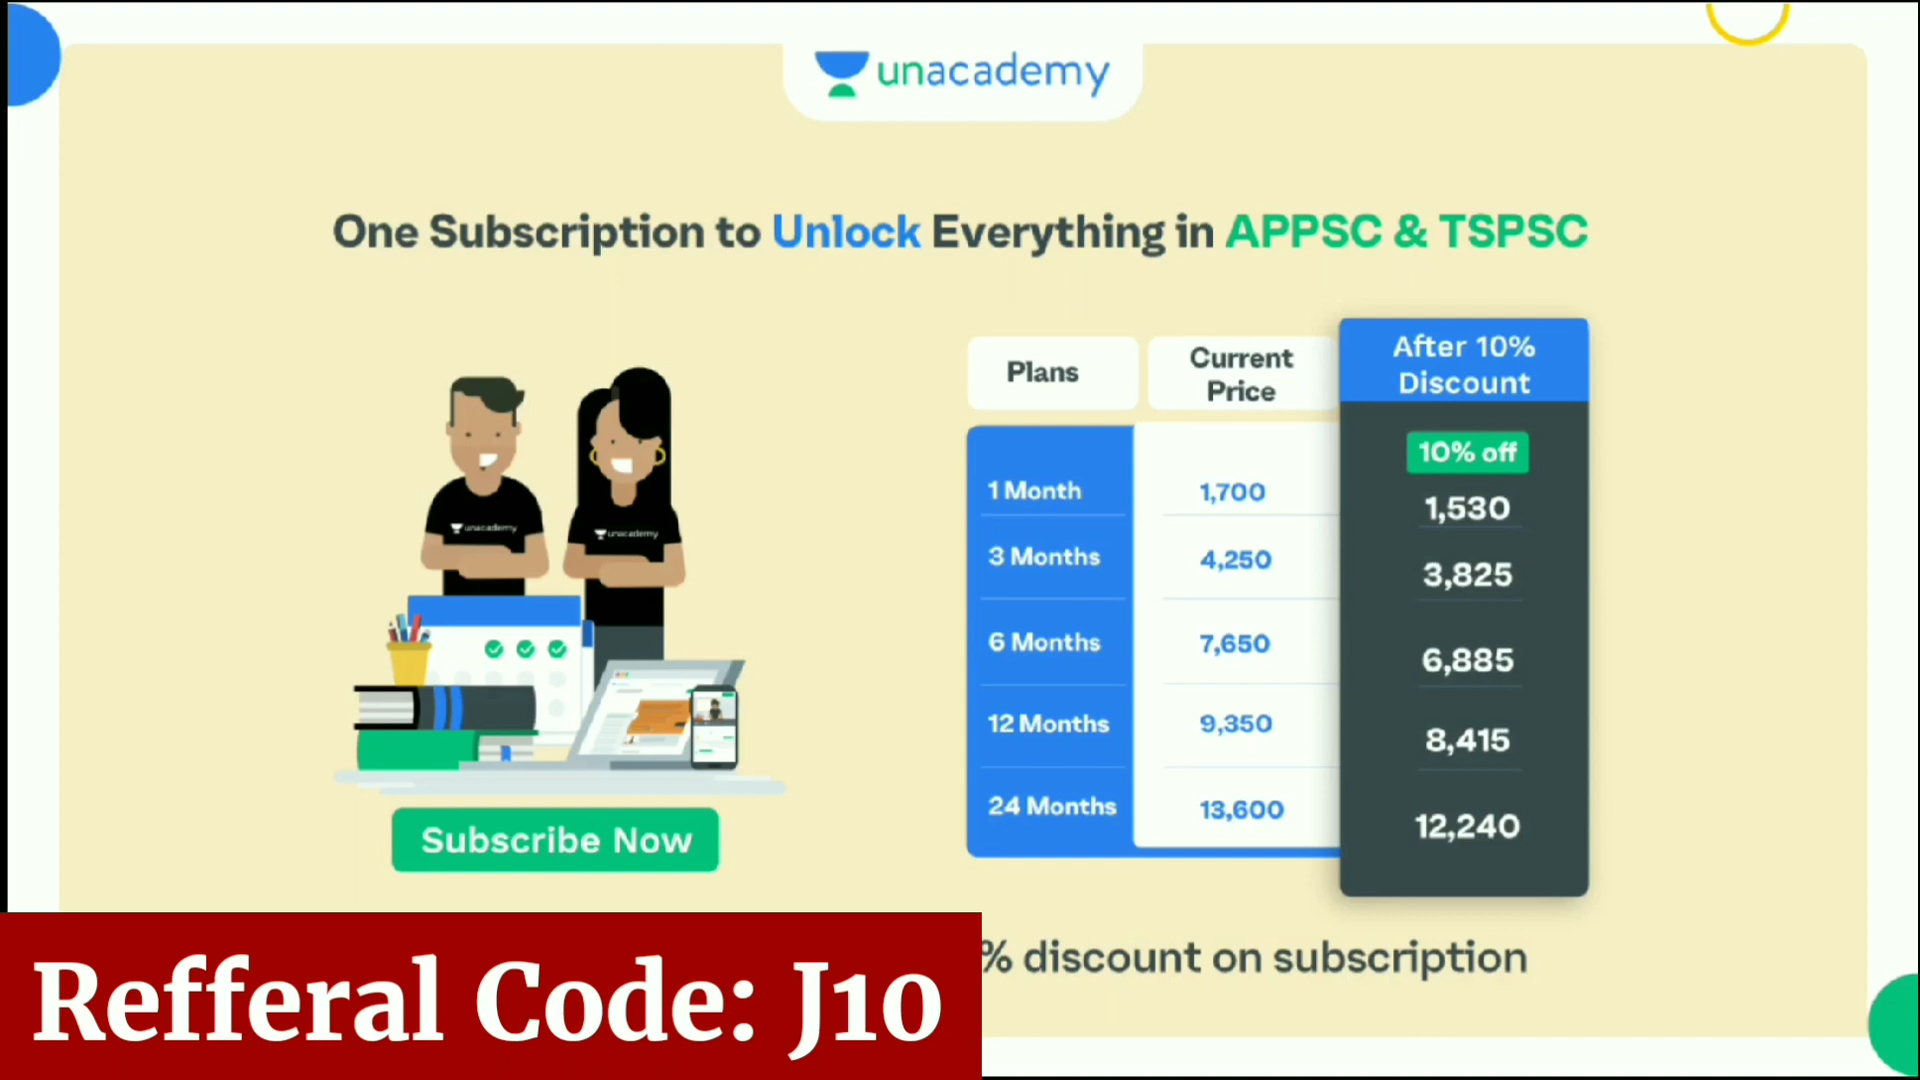 unacademy
One Subscription to Unlock Everything in APPSC & TSPSC
Plans
Current
Price
After 10%
Discount
10% off
1 Month
1,700
1,530
3 Months
4,250
3,825
6 Months
7,650
6,885
12 Months
9,350
8,415
24 Months
13,600
12,240
unacademy
unacademy
Subscribe Now
% discount on subscription
Refferal Code: J10